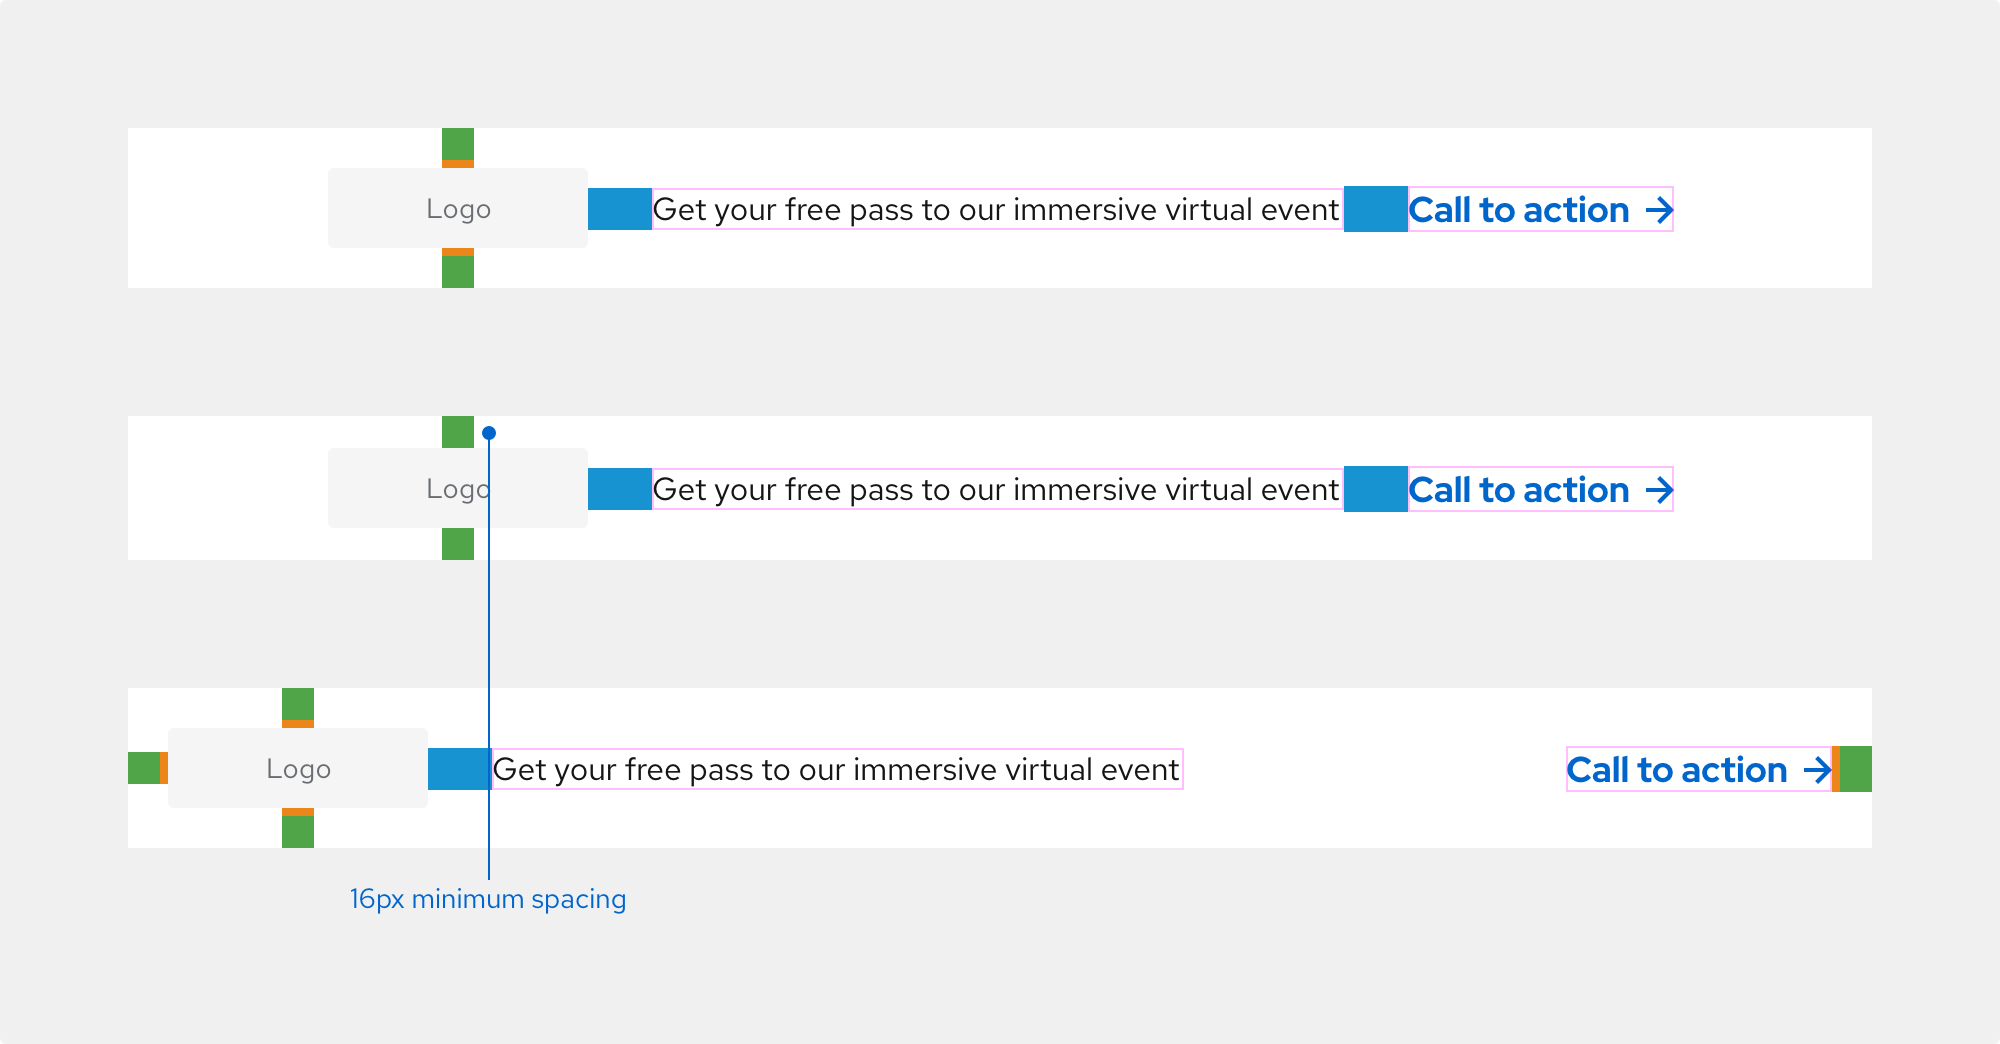 Logo
Get your free pass to our immersive virtual event
Call to action →
Logo
Get your free pass to our immersive virtual event
Call to action →
Logo
Get your free pass to our immersive virtual event
Call to action →
16px minimum spacing